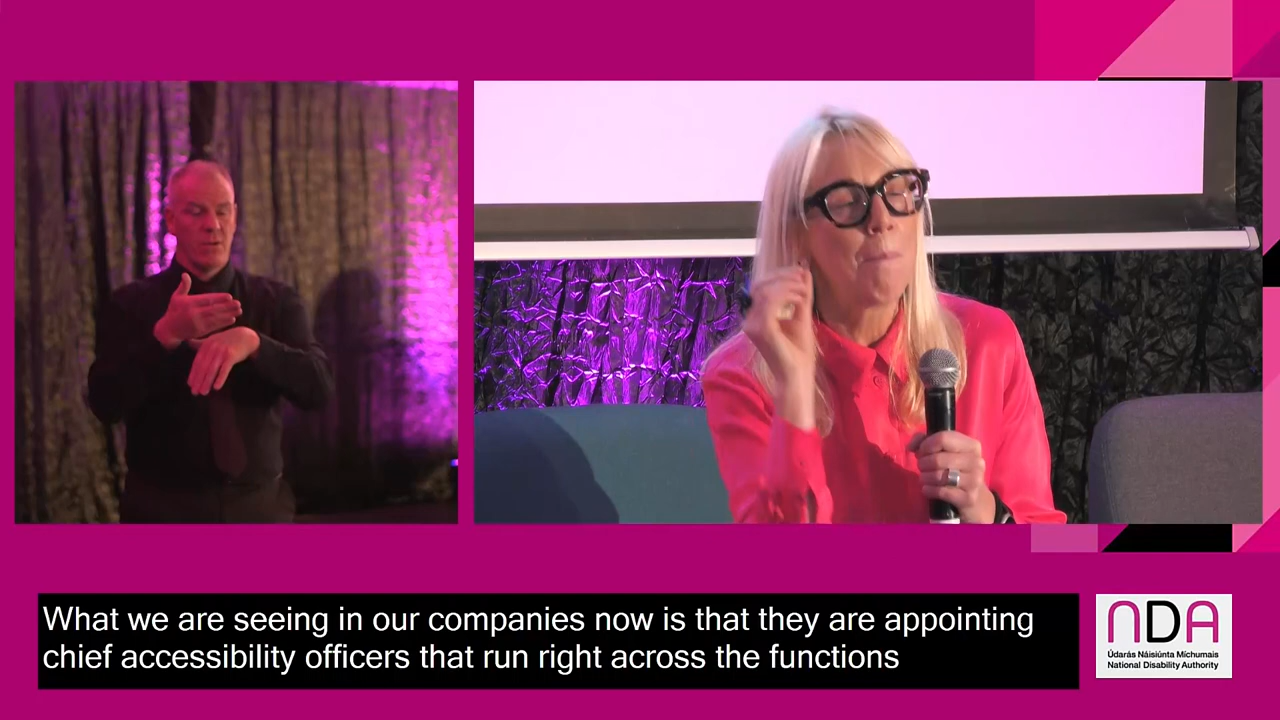 What we are seeing in our companies now is that they are appointing
chief accessibility officers that run right across the functions
NDA
Údarás Náisiúnta Míchumais
National Disability Authority